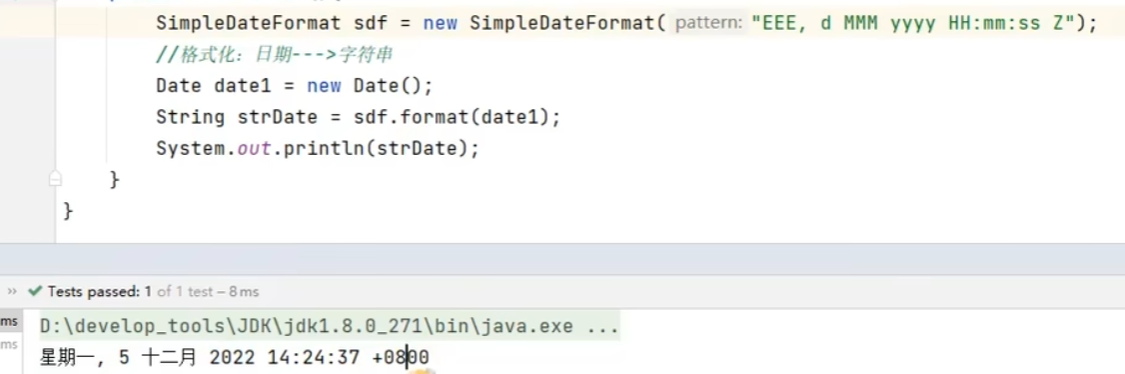 SimpleDateFormat sdf = new SimpleDateFormat( pattern: "EEE, d MMM yyyy HH:mm:ss Z");
//格式化：日期--->字符串
Date date1 = new Date();
String strDate = sdf.format(date1);
System.out.println(strDate);
}
}
» Tests passed: 1 of 1 test – 8 ms
ms D:\develop_tools\JDK\jdk1.8.0_271\bin\java.exe ...
ms 星期一, 5 十二月 2022 14:24:37 +0800